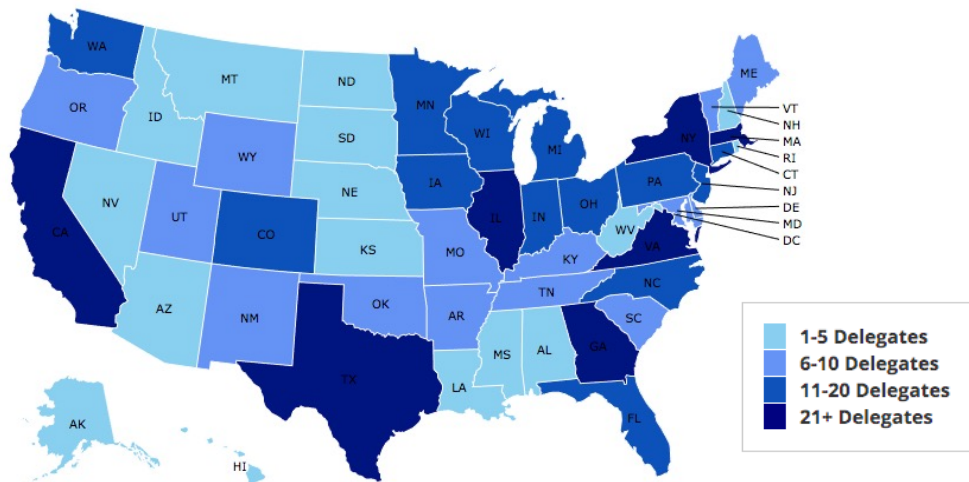 WA
MT
ND
MN
ME
OR
ID
SD
WI
MI
NY
VT
NH
MA
RI
CT
NJ
DE
MD
DC
WY
NE
IA
PA
NV
UT
CO
IL
IN
OH
WV
VA
CA
KS
MO
KY
AZ
NM
OK
AR
TN
NC
SC
TX
LA
MS
AL
GA
FL
AK
HI
1-5 Delegates
6-10 Delegates
11-20 Delegates
21+ Delegates